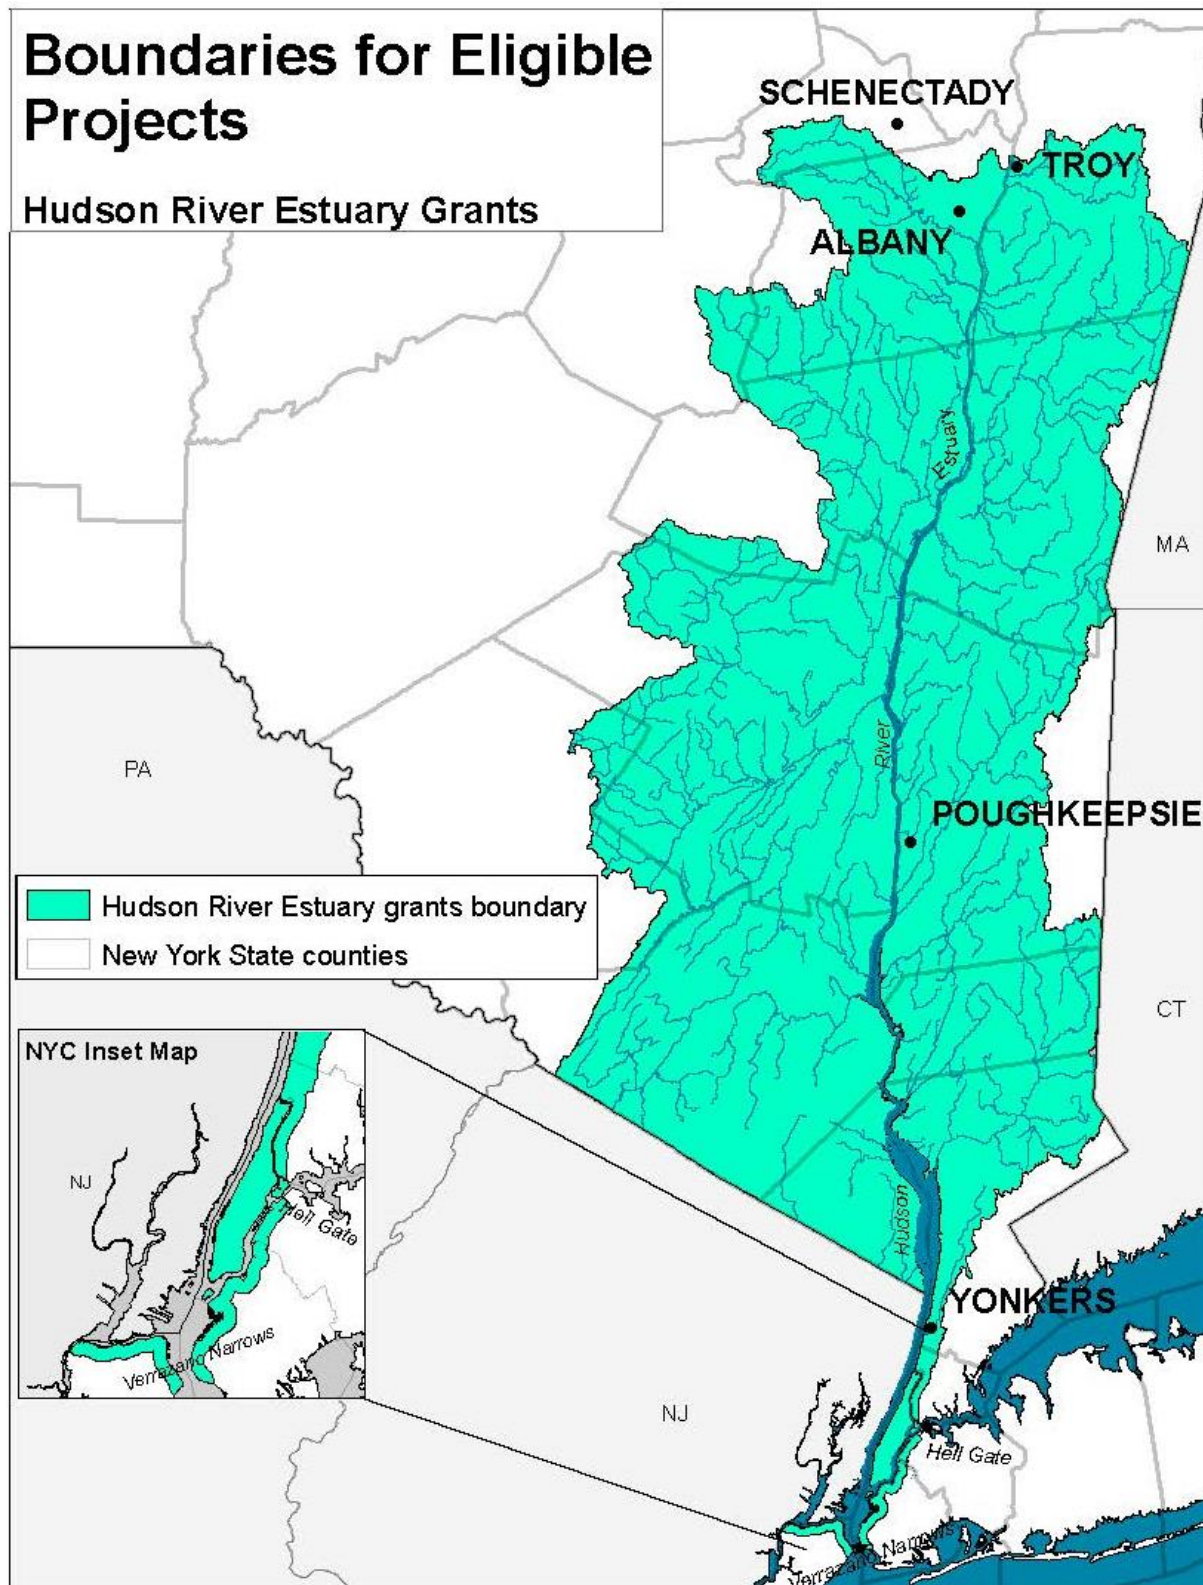 Boundaries for Eligible
Projects
Hudson River Estuary Grants
SCHENECTADY
TROY
ALBANY
Estuary
MA
River
PA
POUGHKEEPSIE
Hudson River Estuary grants boundary
New York State counties
CT
NYC Inset Map
NJ
Hell Gate
Verrazano Narrows
Hudson
YONKERS
NJ
Hell Gate
Verrazano Narrows